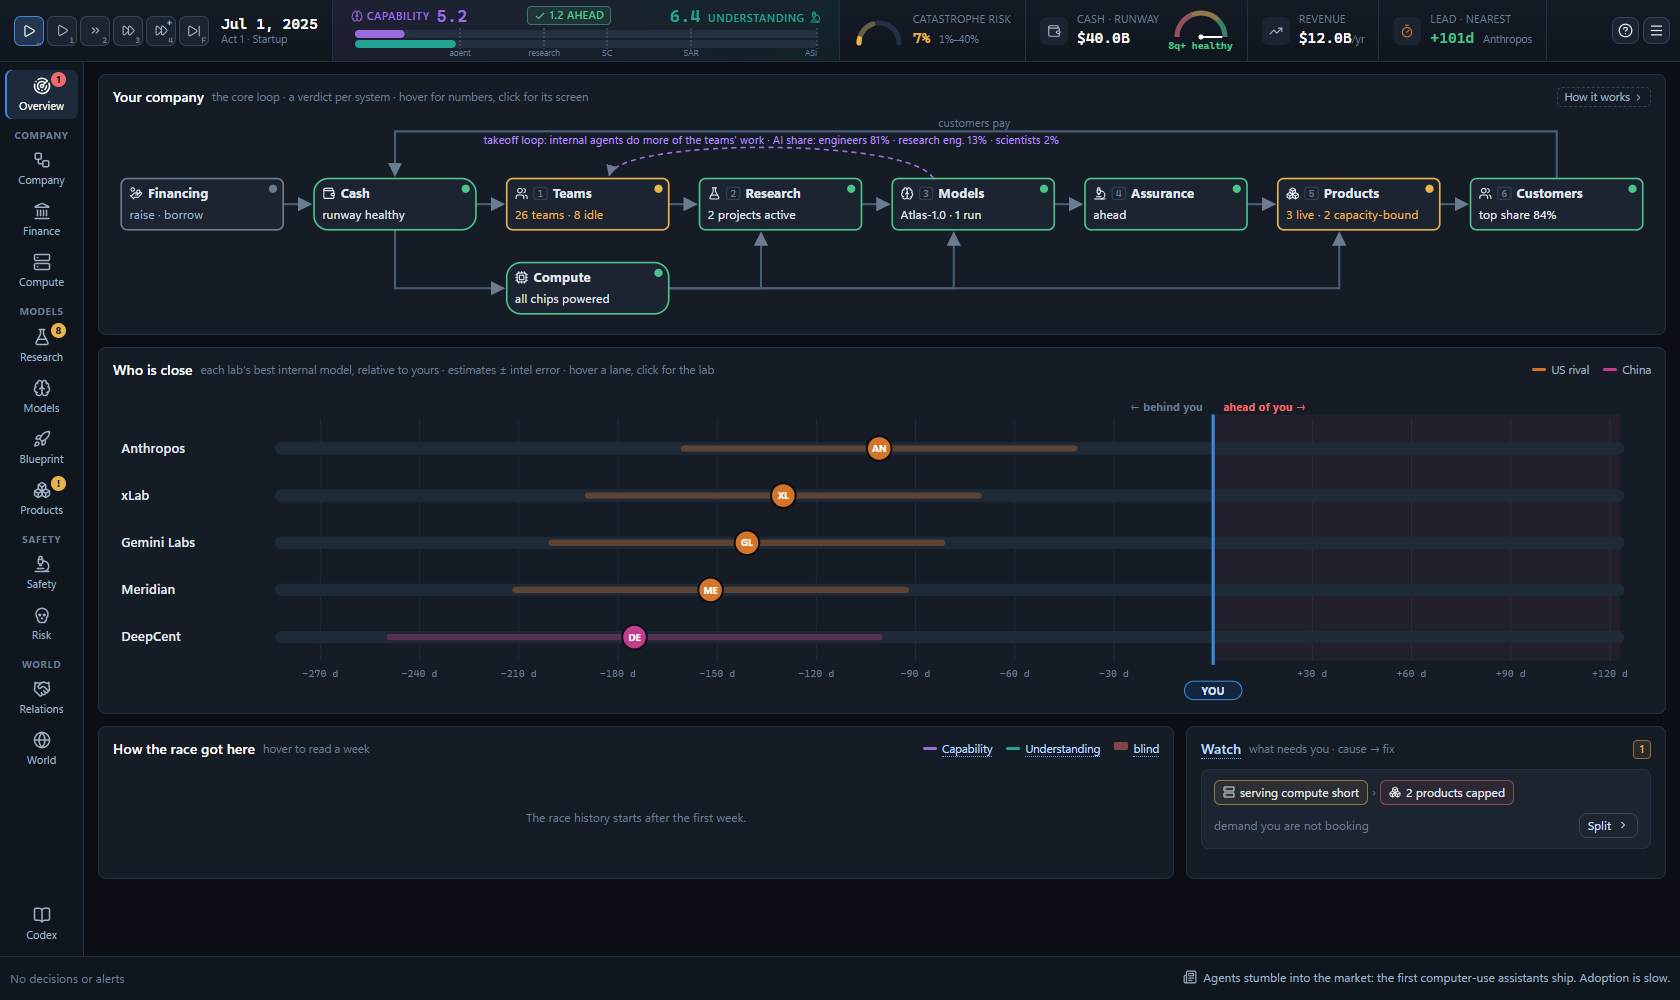 1
2
3
4
F
Jul 1, 2025
Act 1 · Startup
CAPABILITY 5.2
1.2 AHEAD
6.4 UNDERSTANDING
agent
research
SC
SAR
ASI
CATASTROPHE RISK
7% 1%–40%
CASH · RUNWAY
$40.0B
8q+ healthy
REVENUE
$12.0B/yr
LEAD · NEAREST
+101d Anthropos
1
Overview
COMPANY
Company
Finance
Compute
MODELS
8
Research
Models
Blueprint
!
Products
SAFETY
Safety
Risk
WORLD
Relations
World
Codex
Your company the core loop · a verdict per system · hover for numbers, click for its screen
How it works ›
customers pay
takeoff loop: internal agents do more of the teams' work · AI share: engineers 81% · research eng. 13% · scientists 2%
Financing
raise · borrow
Cash
runway healthy
1 Teams
26 teams · 8 idle
2 Research
2 projects active
3 Models
Atlas-1.0 · 1 run
4 Assurance
ahead
5 Products
3 live · 2 capacity-bound
6 Customers
top share 84%
Compute
all chips powered
Who is close each lab's best internal model, relative to yours · estimates ± intel error · hover a lane, click for the lab
US rival
China
← behind you
ahead of you →
Anthropos
AN
xLab
XL
Gemini Labs
GL
Meridian
ME
DeepCent
DE
−270 d
−240 d
−210 d
−180 d
−150 d
−120 d
−90 d
−60 d
−30 d
+30 d
+60 d
+90 d
+120 d
YOU
How the race got here hover to read a week
Capability
Understanding
blind
The race history starts after the first week.
Watch what needs you · cause → fix
1
serving compute short › 2 products capped
demand you are not booking
Split ›
No decisions or alerts
Agents stumble into the market: the first computer-use assistants ship. Adoption is slow.